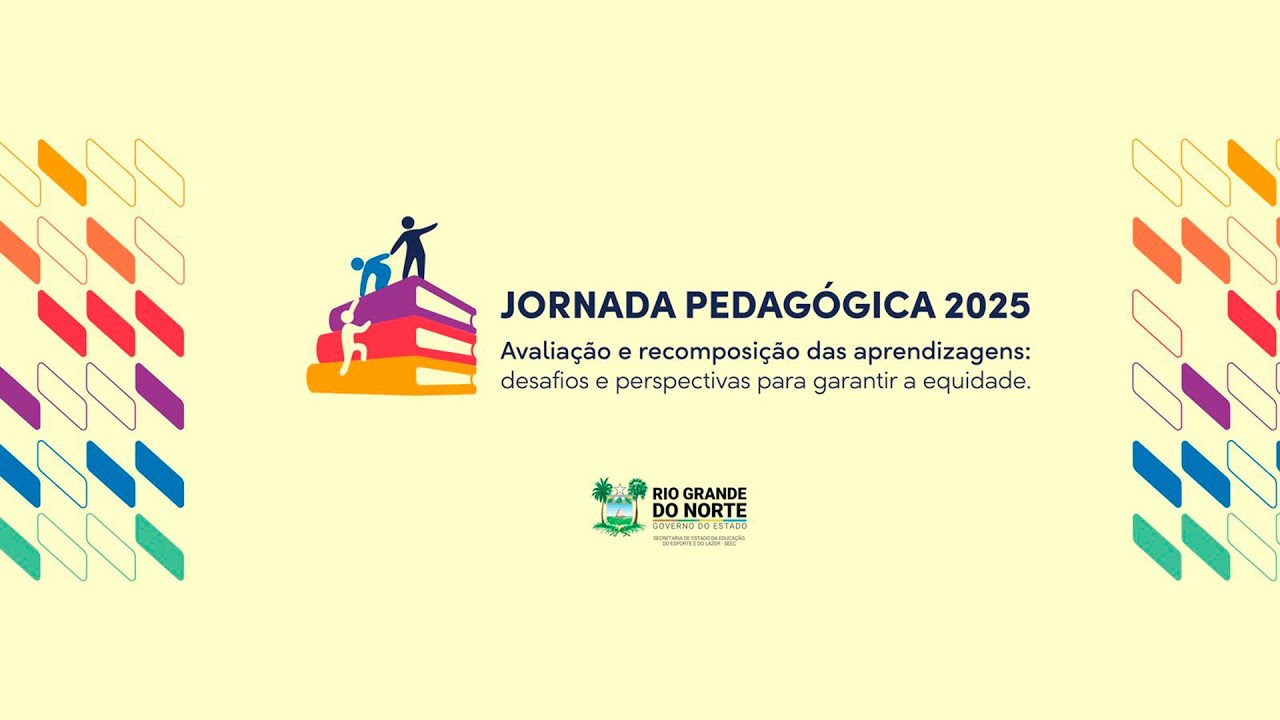 JORNADA PEDAGÓGICA 2025
Avaliação e recomposição das aprendizagens:
desafios e perspectivas para garantir a equidade.
RIO GRANDE
DO NORTE
GOVERNO DO ESTADO
SECRETARIA DE ESTADO DA EDUCAÇÃO,
DO ESPORTE E DO LAZER - SEEC